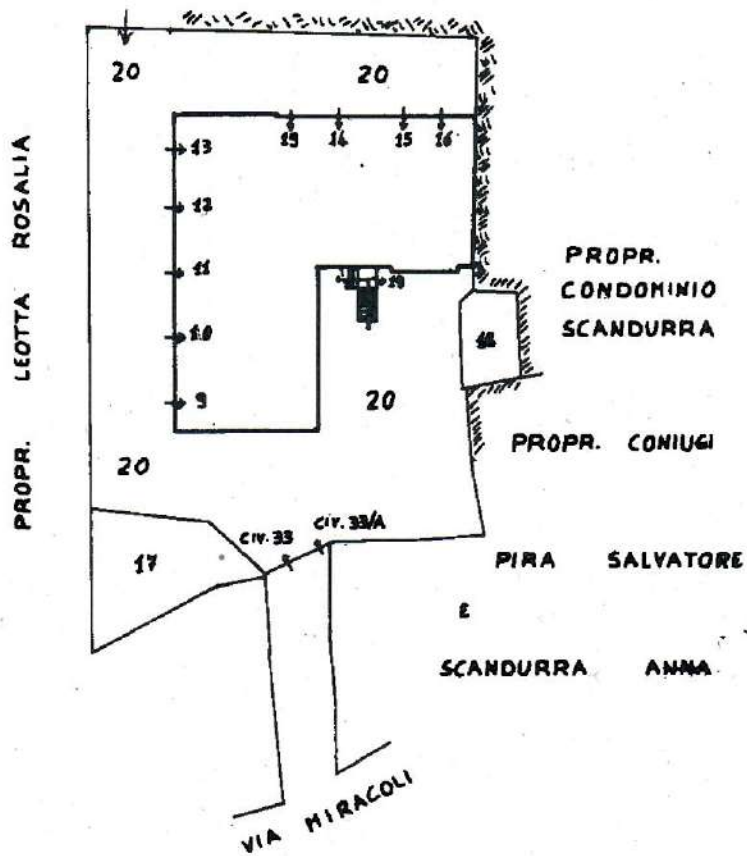 20
20
13
14
15
16
13
12
11
10
9
19
18
20
20
17
PROPR. LEOTTA ROSALIA
PROPR.
CONDOMINIO
SCANDURRA
PROPR. CONIUGI
CIV. 33
CIV. 33/A
PIRA SALVATORE
E
SCANDURRA ANNA
VIA MIRACOLI